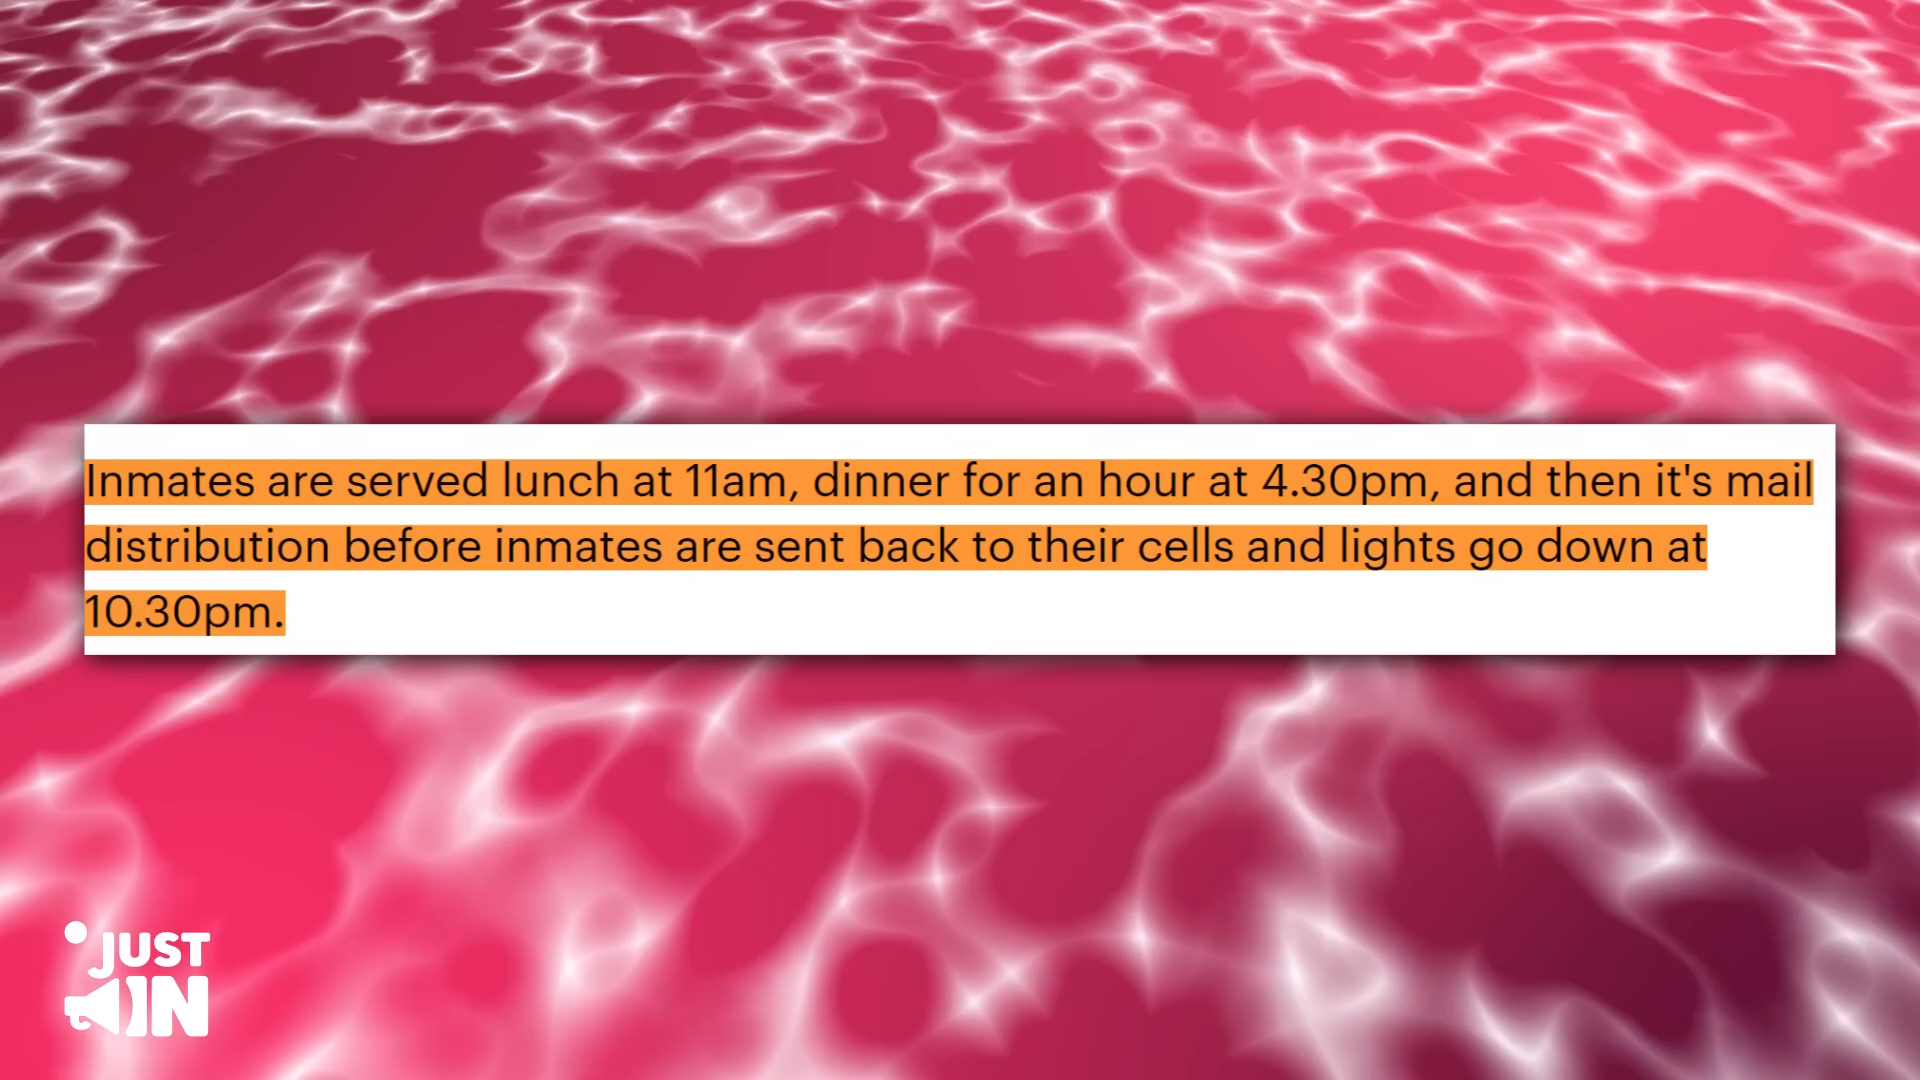 Inmates are served lunch at 11am, dinner for an hour at 4.30pm, and then it's mail
distribution before inmates are sent back to their cells and lights go down at
10.30pm.
JUST
IN